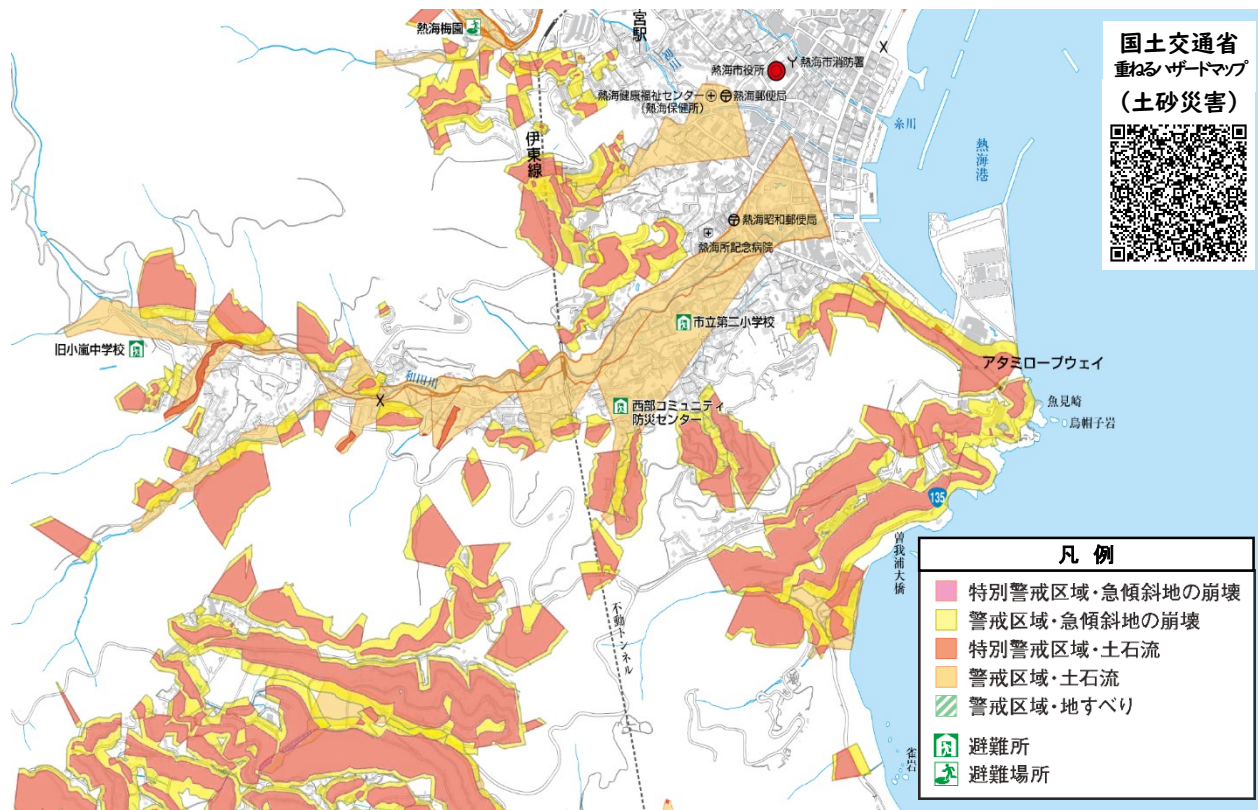 熱海梅園
宮駅
初川
熱海市役所
熱海市消防署
熱海健康福祉センター
(熱海保健所)
熱海郵便局
伊東線
糸川
熱海港
熱海昭和郵便局
熱海所記念病院
市立第二小学校
旧小嵐中学校
和田川
西部コミュニティ
防災センター
アタミロープウェイ
魚見崎
烏帽子岩
135
曽我浦大橋
不動トンネル
雀岩
国土交通省
重ねるハザードマップ
(土砂災害)
凡例
特別警戒区域・急傾斜地の崩壊
警戒区域・急傾斜地の崩壊
特別警戒区域・土石流
警戒区域・土石流
警戒区域・地すべり
避難所
避難場所